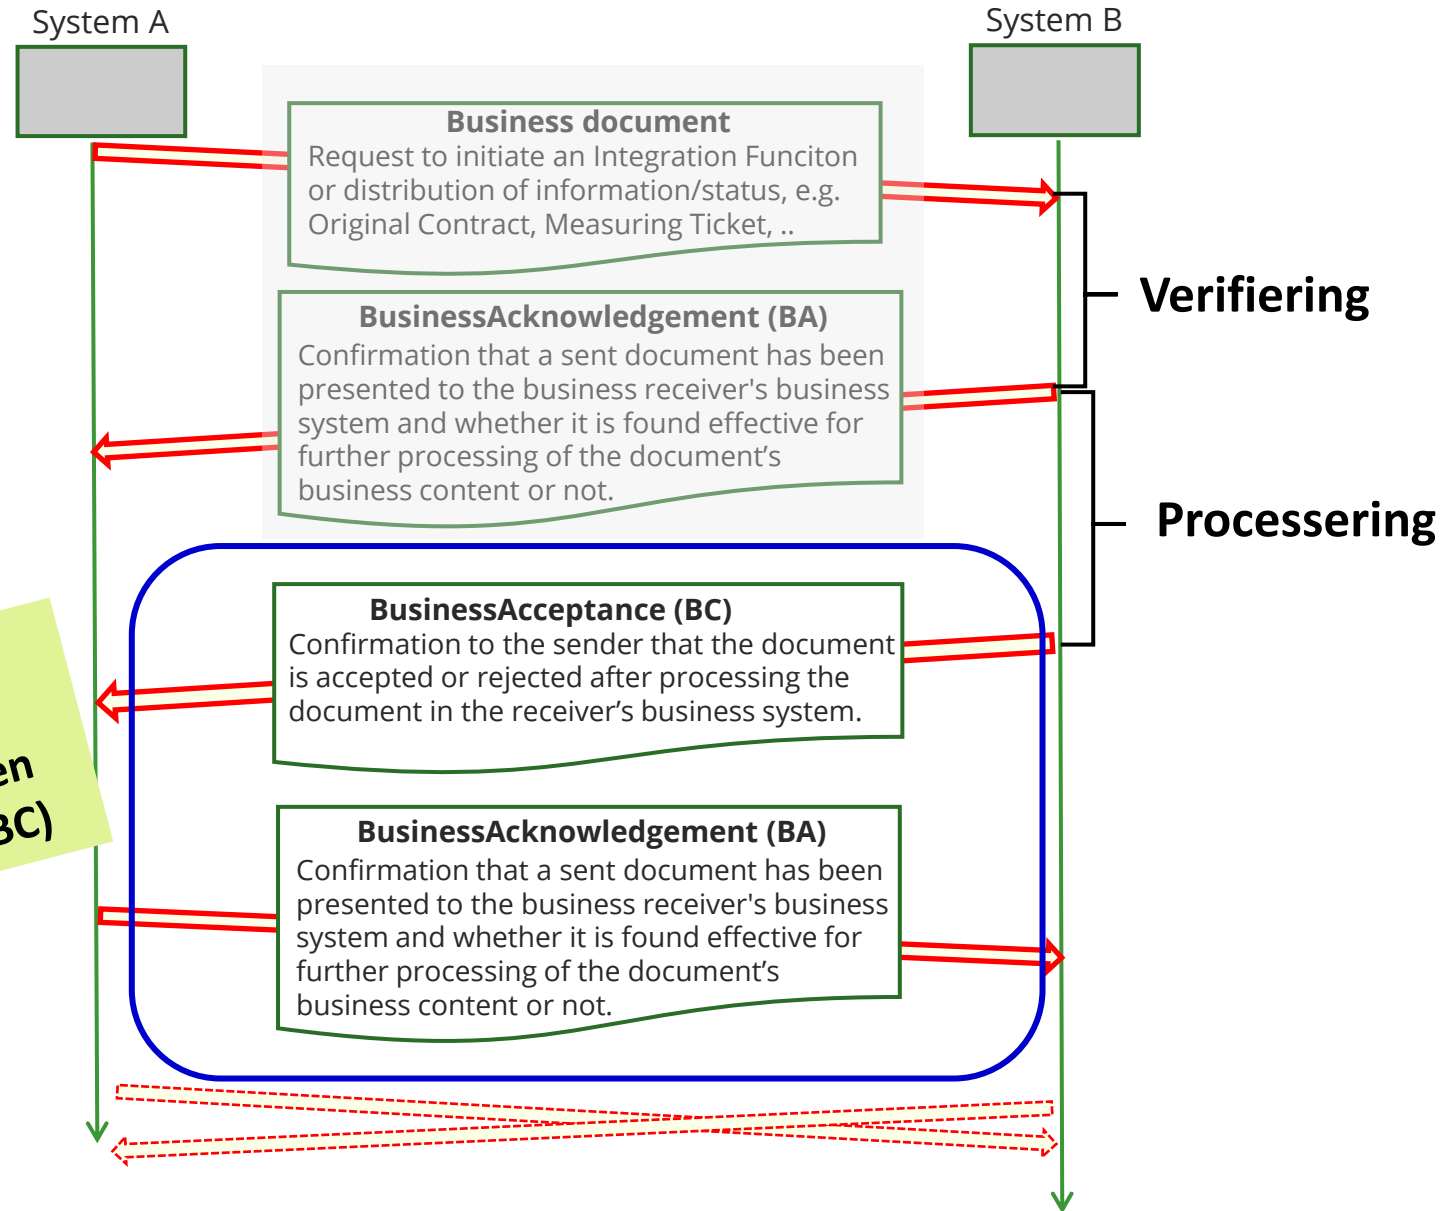 System A
System B
Business document
Request to initiate an Integration Funciton
or distribution of information/status, e.g.
Original Contract, Measuring Ticket, ..
Verifiering
BusinessAcknowledgement (BA)
Confirmation that a sent document has been
presented to the business receiver's business
system and whether it is found effective for
further processing of the document’s
business content or not.
Processering
BusinessAcceptance (BC)
Confirmation to the sender that the document
is accepted or rejected after processing the
document in the receiver’s business system.
en
BC)
BusinessAcknowledgement (BA)
Confirmation that a sent document has been
presented to the business receiver's business
system and whether it is found effective for
further processing of the document’s
business content or not.